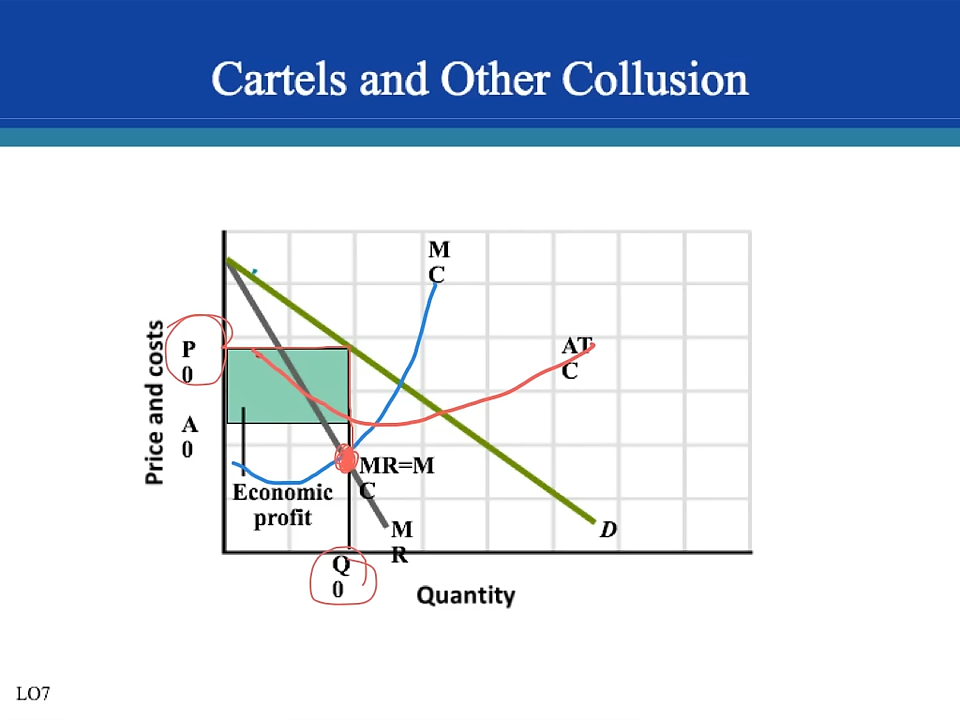 Cartels and Other Collusion
M
C
Price and costs
P
0
AT
C
A
0
MR=M
C
Economic
profit
M
R
D
Q
0
Quantity
LO7